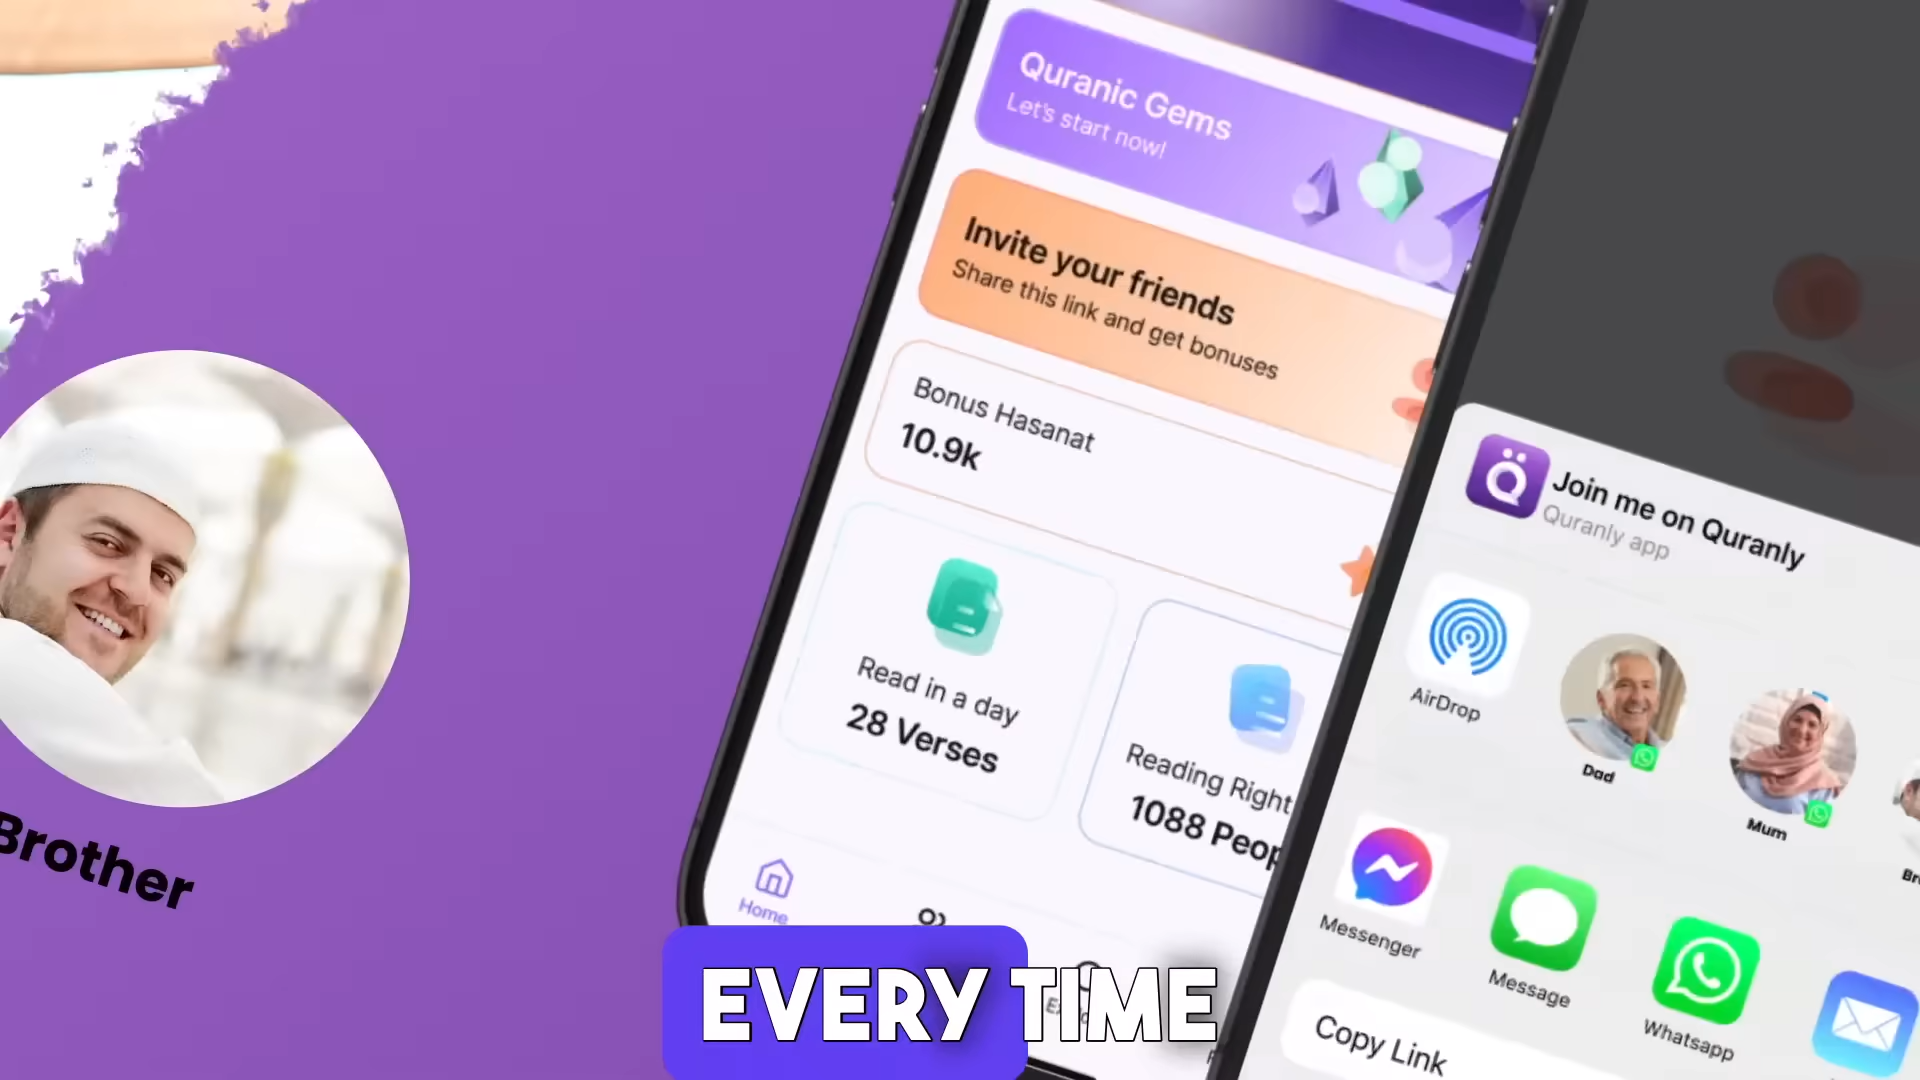 Brother
Quranic Gems
Let's start now!
Invite your friends
Share this link and get bonuses
Bonus Hasanat
10.9k
Read in a day
28 Verses
Reading Right
1088
Home
Join me on Quranly
Quranly app
AirDrop
Dad
Mum
Messenger
Message
Whatsapp
Copy Link
EVERY TIME